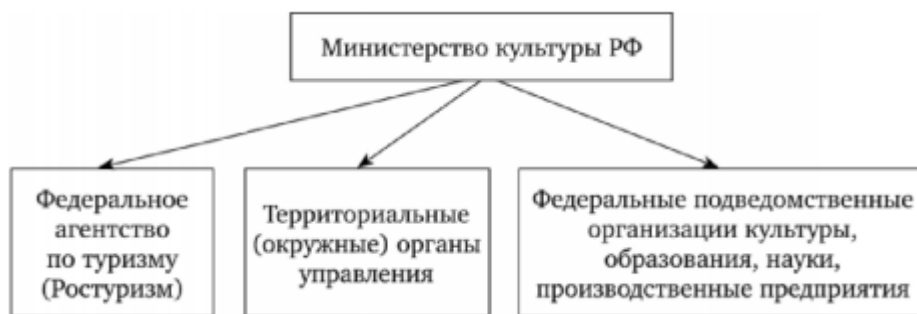 Министерство культуры РФ
Федеральное
агентство
по туризму
(Ростуризм)
Территориальные
(окружные) органы
управления
Федеральные подведомственные
организации культуры,
образования, науки,
производственные предприятия